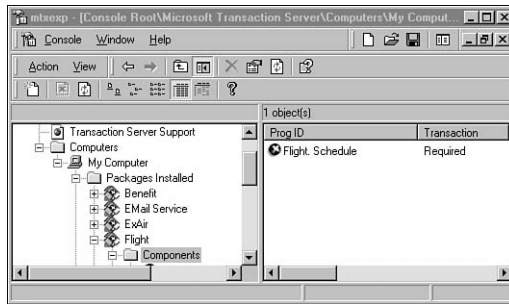 mtxexp - [Console Root\Microsoft Transaction Server\Computers\My Comput...
Console Window Help
Action View
1 object(s)
Transaction Server Support
Computers
My Computer
Packages Installed
Benefit
EMail Service
ExAir
Flight
Components
Prog ID Transaction
Flight. Schedule Required